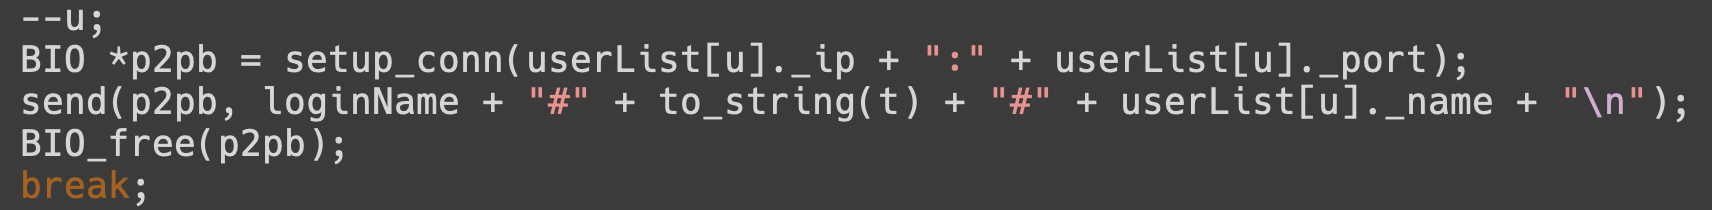 --u;
BIO *p2pb = setup_conn(userList[u]._ip + ":" + userList[u]._port);
send(p2pb, loginName + "#" + to_string(t) + "#" + userList[u]._name + "\n");
BIO_free(p2pb);
break;